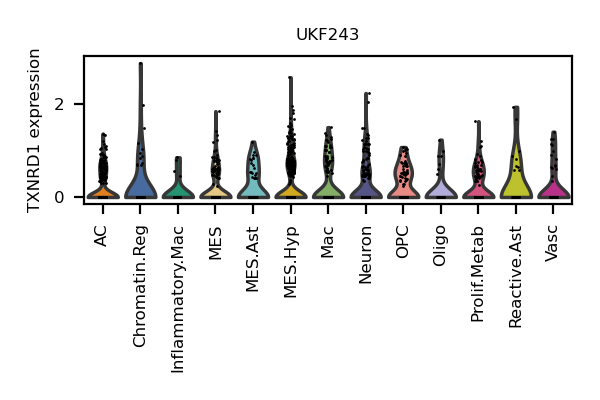 UKF243
TXNRD1 expression
2
0
AC
Chromatin.Reg
Inflammatory.Mac
MES
MES.Ast
MES.Hyp
Mac
Neuron
OPC
Oligo
Prolif.Metab
Reactive.Ast
Vasc